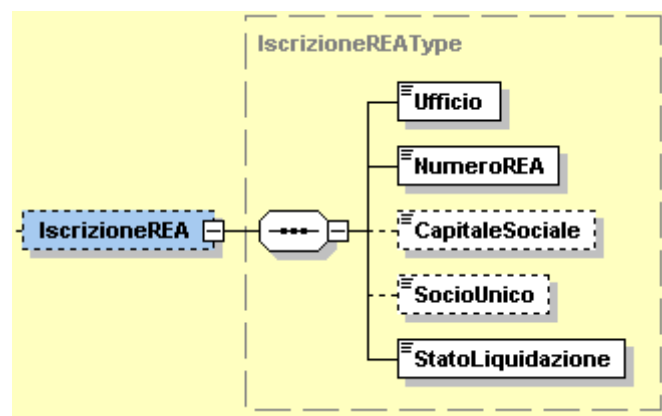 IscrizioneREAType
Ufficio
NumeroREA
IscrizioneREA
CapitaleSociale
SocioUnico
StatoLiquidazione